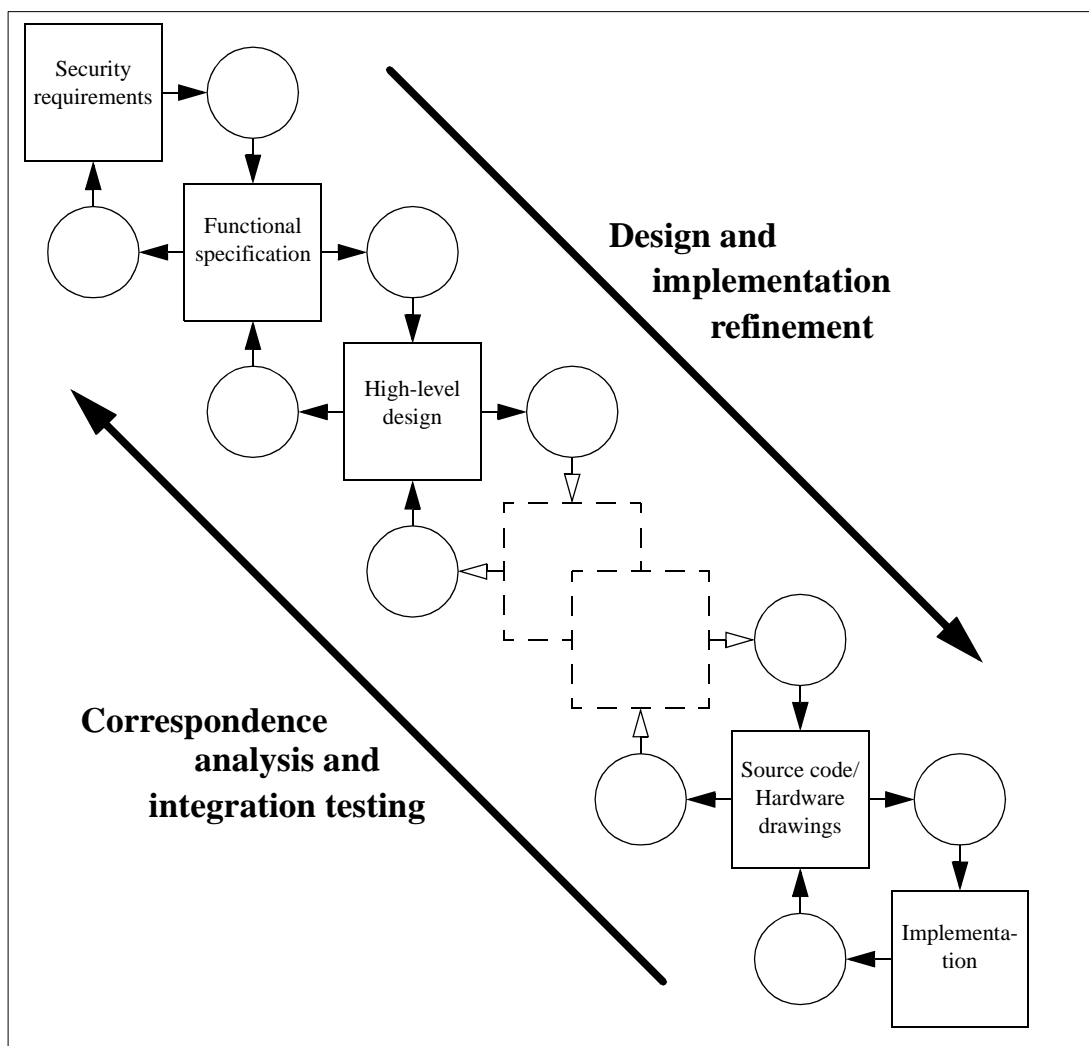 Security
requirements
Functional
specification
Design and
implementation
refinement
High-level
design
Correspondence
analysis and
integration testing
Source code/
Hardware
drawings
Implementa-
tion